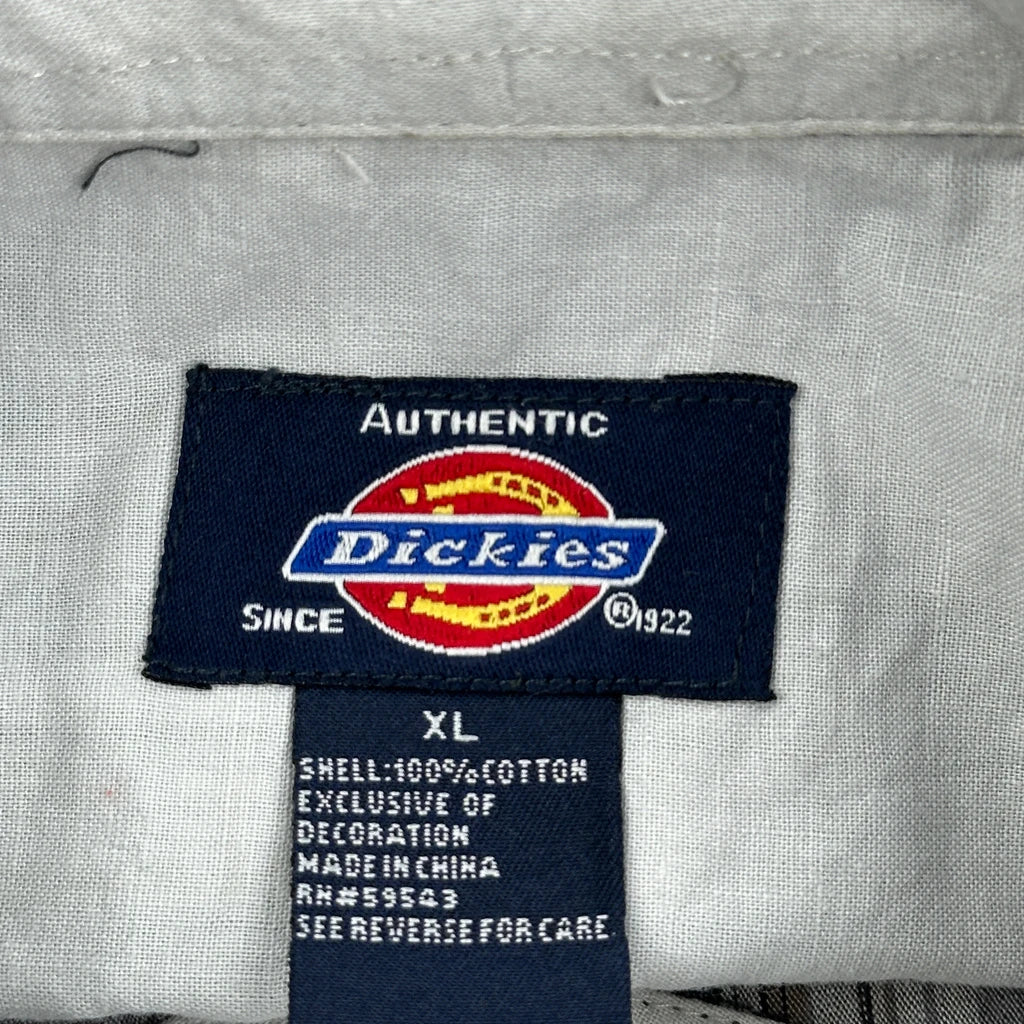 AUTHENTIC
Dickies
SINCE ® 1922
XL
SHELL:100%COTTON
EXCLUSIVE OF
DECORATION
MADE IN CHINA
RN#59543
SEE REVERSE FOR CARE